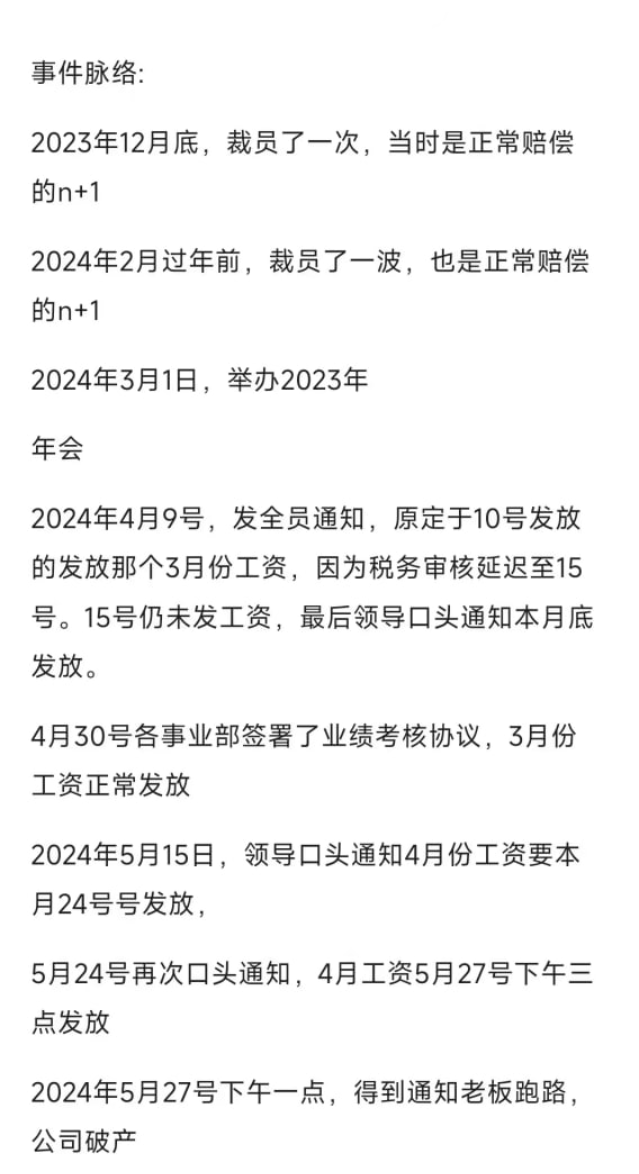 事件脉络:
2023年12月底，裁员了一次，当时是正常赔偿
的n+1
2024年2月过年前，裁员了一波，也是正常赔偿
的n+1
2024年3月1日，举办2023年
年会
2024年4月9号，发全员通知，原定于10号发放
的发放那个3月份工资，因为税务审核延迟至15
号。15号仍未发工资，最后领导口头通知本月底
发放。
4月30号各事业部签署了业绩考核协议，3月份
工资正常发放
2024年5月15日，领导口头通知4月份工资要本
月24号号发放，
5月24号再次口头通知，4月工资5月27号下午三
点发放
2024年5月27号下午一点，得到通知老板跑路，
公司破产